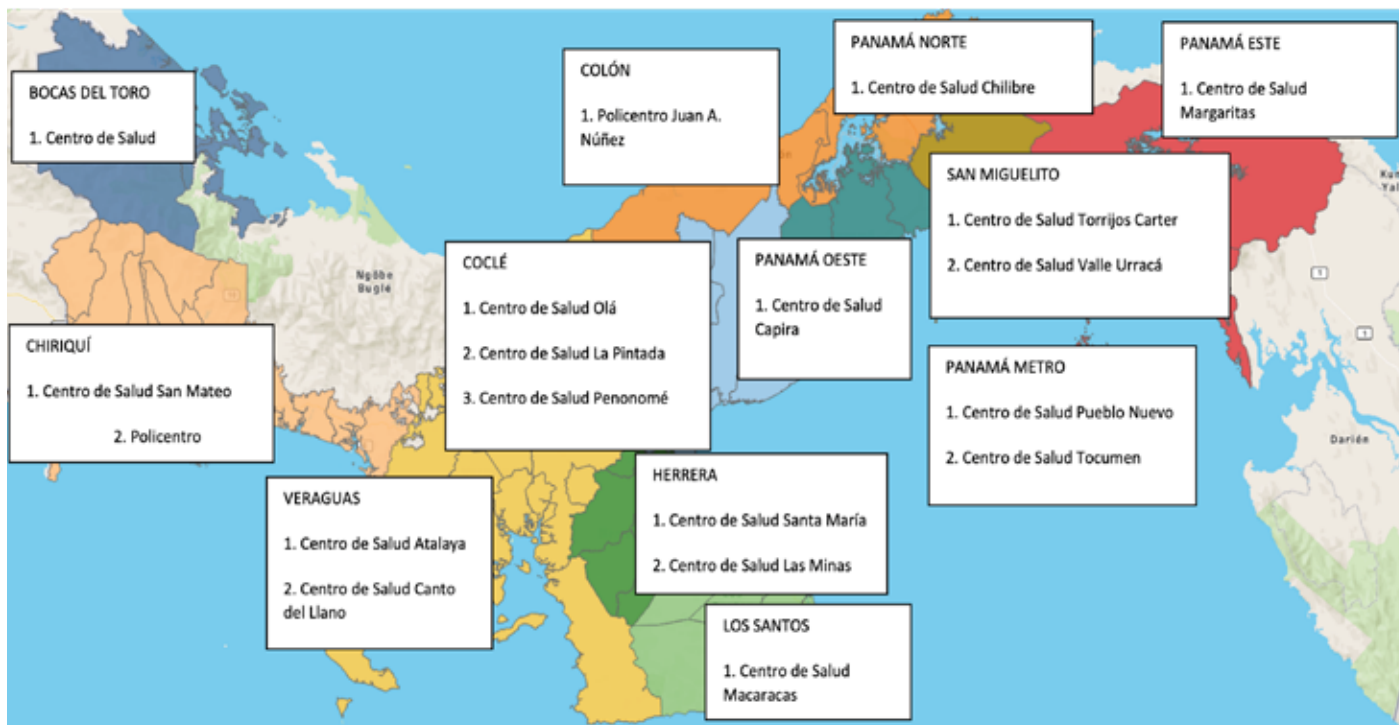 BOCAS DEL TORO
1. Centro de Salud
COLÓN
1. Policentro Juan A.
Núñez
PANAMÁ NORTE
1. Centro de Salud Chilibre
PANAMÁ ESTE
1. Centro de Salud
Margaritas
SAN MIGUELITO
1. Centro de Salud Torrijos Carter
2. Centro de Salud Valle Urracá
Ngöbe
Buglé
COCLÉ
1. Centro de Salud Olá
2. Centro de Salud La Pintada
3. Centro de Salud Penonomé
PANAMÁ OESTE
1. Centro de Salud
Capira
CHIRIQUÍ
1. Centro de Salud San Mateo
2. Policentro
PANAMÁ METRO
1. Centro de Salud Pueblo Nuevo
2. Centro de Salud Tocumen
1
1
Darién
VERAGUAS
1. Centro de Salud Atalaya
2. Centro de Salud Canto
del Llano
HERRERA
1. Centro de Salud Santa María
2. Centro de Salud Las Minas
LOS SANTOS
1. Centro de Salud
Macaracas